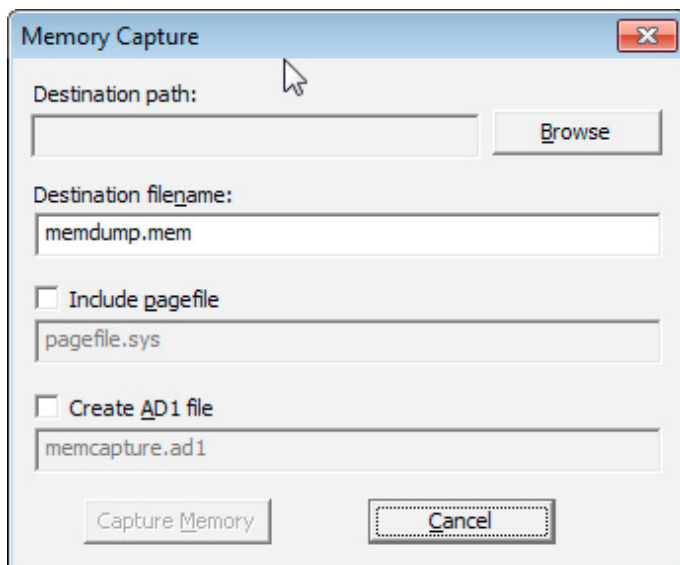 Memory Capture
Destination path:
Browse
Destination filename:
memdump.mem
Include pagefile
pagefile.sys
Create AD1 file
memcapture.ad1
Capture Memory Cancel